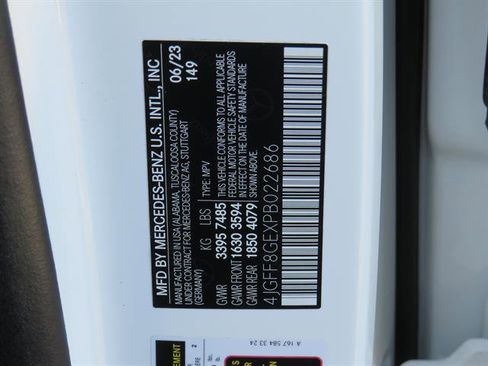 MFD BY MERCEDES-BENZ U.S. INTL., INC
MANUFACTURED IN USA (ALABAMA, TUSCALOOSA COUNTY)
UNDER CONTRACT FOR MERCEDES-BENZ AG, STUTTGART
(GERMANY)
06/23
149
TYPE: MPV
KG LBS
GVWR 3395 7485
GAWR FRONT 1630 3594
GAWR REAR 1850 4079
THIS VEHICLE CONFORMS TO ALL APPLICABLE
FEDERAL MOTOR VEHICLE SAFETY STANDARDS
IN EFFECT ON THE DATE OF MANUFACTURE
SHOWN ABOVE.
4JGFF8GEXPB022686
A 167 584 33 24